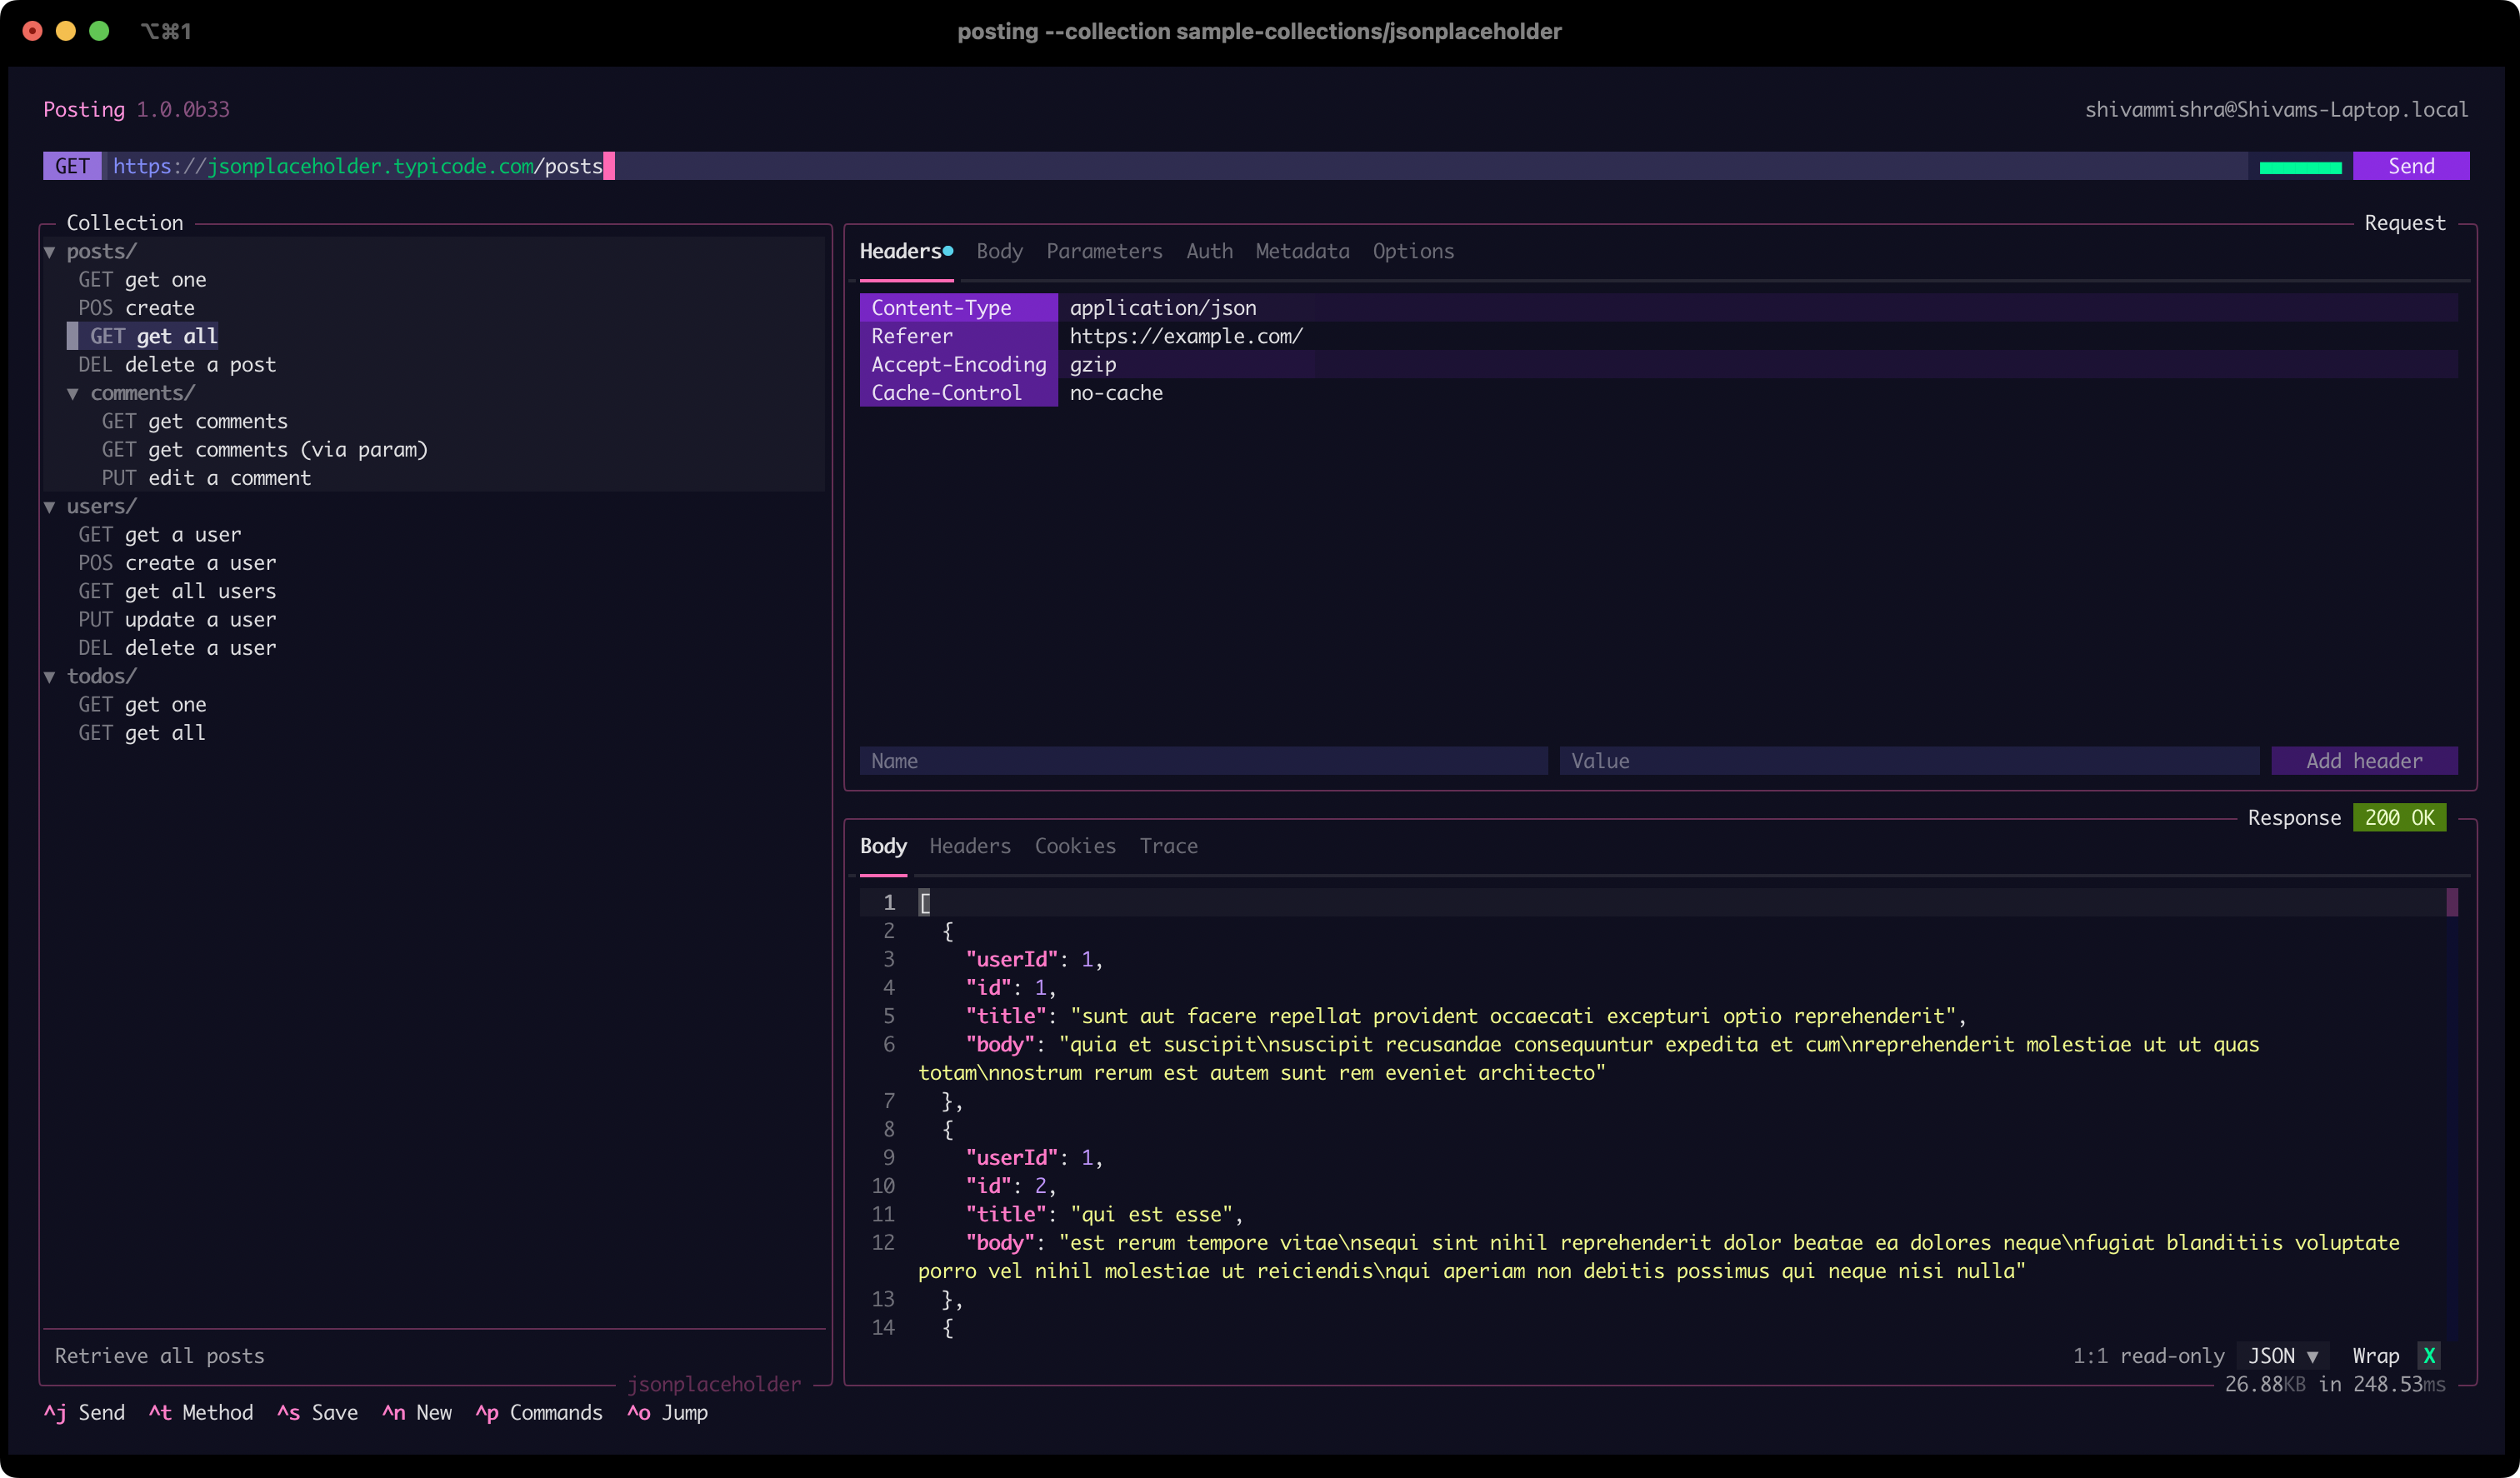 ⌥⌘1
posting --collection sample-collections/jsonplaceholder
Posting 1.0.0b33
shivammishra@Shivams-Laptop.local
GET https://jsonplaceholder.typicode.com/posts
Send
Collection
▼ posts/
GET get one
POS create
GET get all
DEL delete a post
▼ comments/
GET get comments
GET get comments (via param)
PUT edit a comment
▼ users/
GET get a user
POS create a user
GET get all users
PUT update a user
DEL delete a user
▼ todos/
GET get one
GET get all
Retrieve all posts
jsonplaceholder
Request
Headers Body Parameters Auth Metadata Options
Content-Type application/json
Referer https://example.com/
Accept-Encoding gzip
Cache-Control no-cache
Name Value Add header
Response 200 OK
Body Headers Cookies Trace
1 [
2 {
3 "userId": 1,
4 "id": 1,
5 "title": "sunt aut facere repellat provident occaecati excepturi optio reprehenderit",
6 "body": "quia et suscipit\nsuscipit recusandae consequuntur expedita et cum\nreprehenderit molestiae ut ut quas
totam\nnostrum rerum est autem sunt rem eveniet architecto"
7 },
8 {
9 "userId": 1,
10 "id": 2,
11 "title": "qui est esse",
12 "body": "est rerum tempore vitae\nsequi sint nihil reprehenderit dolor beatae ea dolores neque\nfugiat blanditiis voluptate
porro vel nihil molestiae ut reiciendis\nqui aperiam non debitis possimus qui neque nisi nulla"
13 },
14 {
1:1 read-only JSON ▼ Wrap X
26.88KB in 248.53ms
^j Send ^t Method ^s Save ^n New ^p Commands ^o Jump